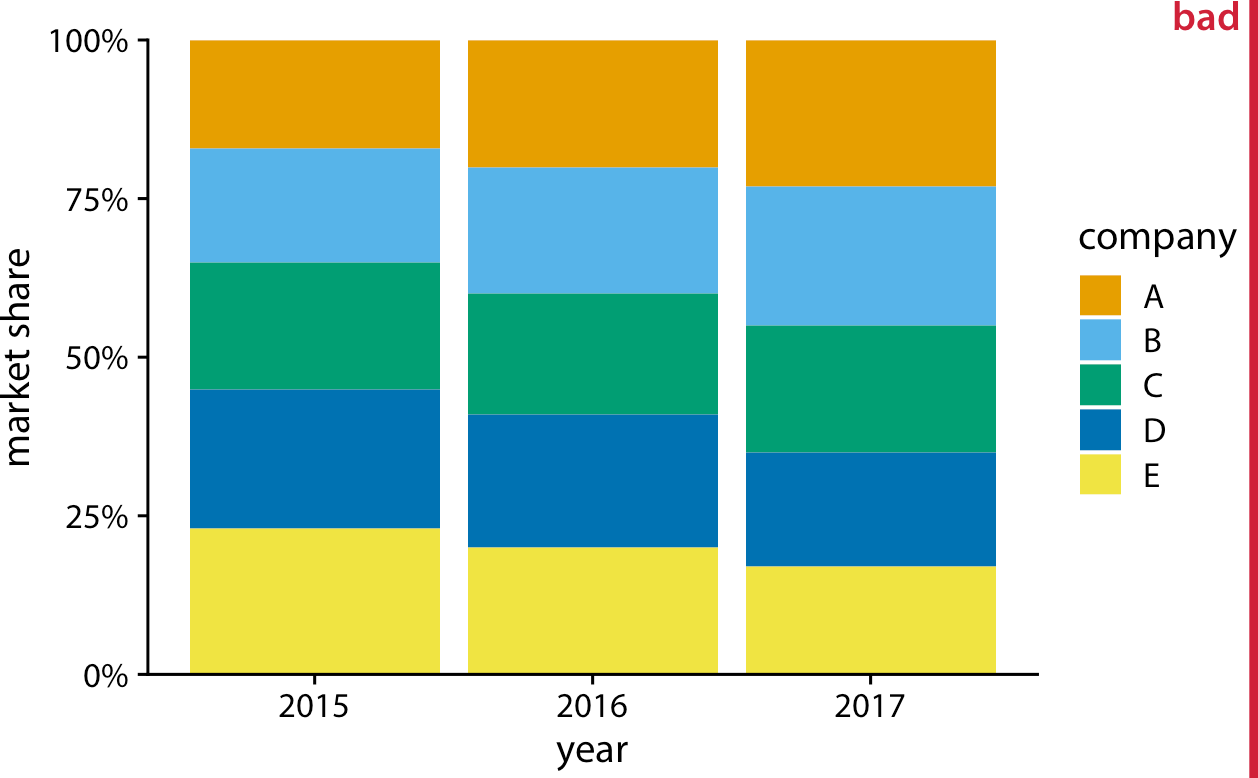 bad
100%
75%
50%
25%
0%
market share
2015
2016
2017
year
company
A
B
C
D
E